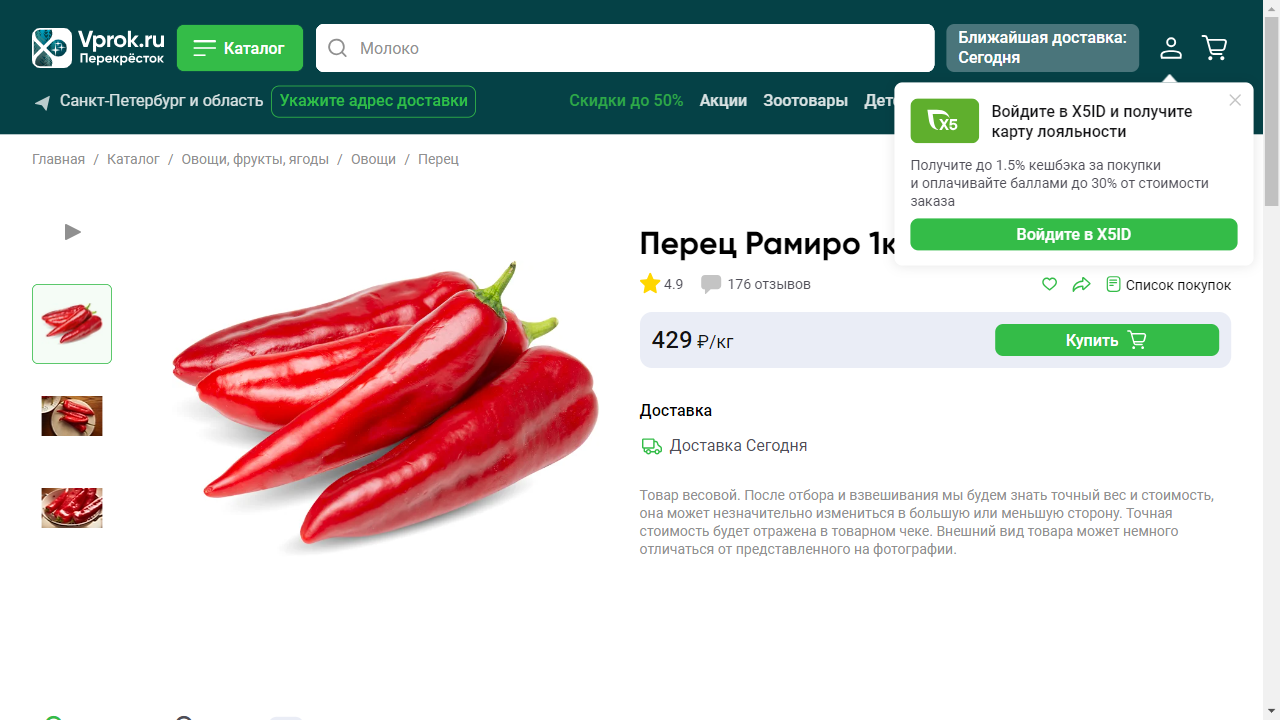 Vprok.ru
Перекрёсток
Каталог
Молоко
Ближайшая доставка:
Сегодня
Санкт-Петербург и область
Укажите адрес доставки
Скидки до 50%
Акции
Зоотовары
X5
Войдите в X5ID и получите
карту лояльности
Получите до 1.5% кешбэка за покупки
и оплачивайте баллами до 30% от стоимости
заказа
Войдите в X5ID
Главная / Каталог / Овощи, фрукты, ягоды / Овощи / Перец
Перец Рамиро
4.9
176 отзывов
Список покупок
429 ₽/кг
Купить
Доставка
Доставка Сегодня
Товар весовой. После отбора и взвешивания мы будем знать точный вес и стоимость,
она может незначительно измениться в большую или меньшую сторону. Точная
стоимость будет отражена в товарном чеке. Внешний вид товара может немного
отличаться от представленного на фотографии.